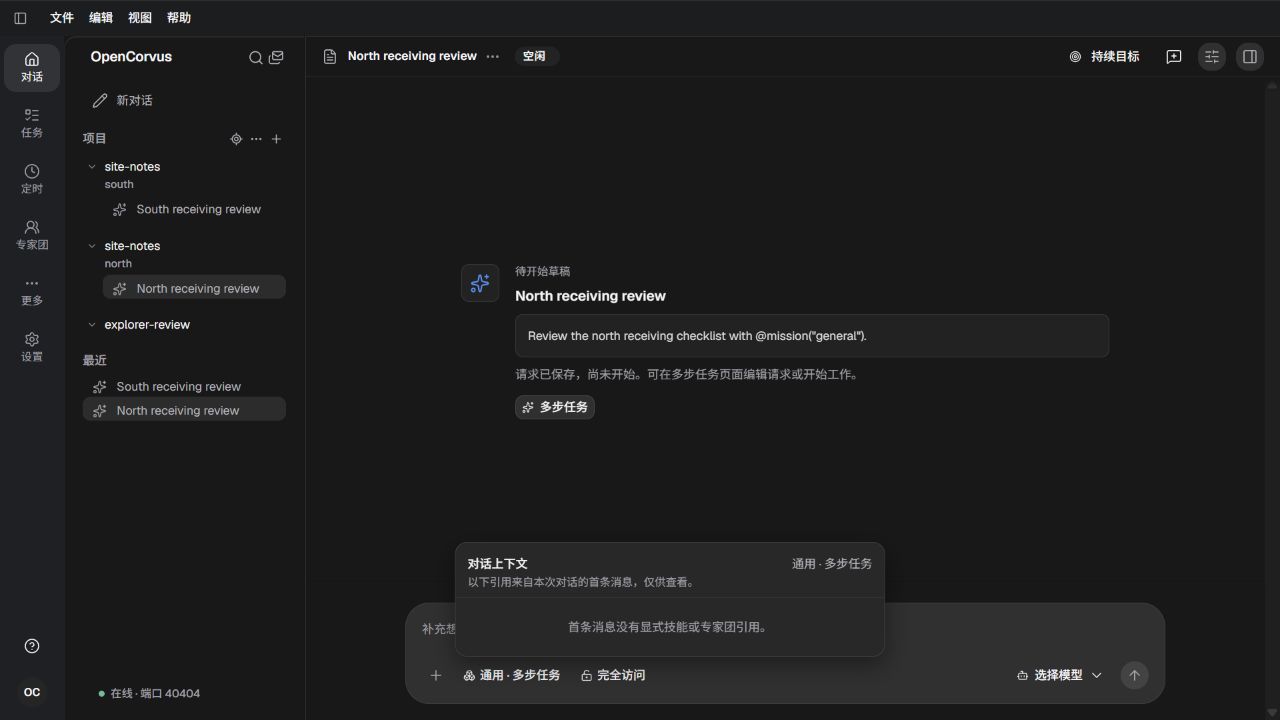 文件 编辑 视图 帮助
OpenCorvus
对话
任务
定时
专家团
更多
设置
OC
新对话
项目
site-notes
south
South receiving review
site-notes
north
North receiving review
explorer-review
最近
South receiving review
North receiving review
在线 · 端口 40404
North receiving review ··· 空闲
持续目标
待开始草稿
North receiving review
Review the north receiving checklist with @mission("general").
请求已保存，尚未开始。可在多步任务页面编辑请求或开始工作。
多步任务
对话上下文 通用 · 多步任务
以下引用来自本次对话的首条消息，仅供查看。
首条消息没有显式技能或专家团引用。
补充想
通用 · 多步任务 完全访问 选择模型